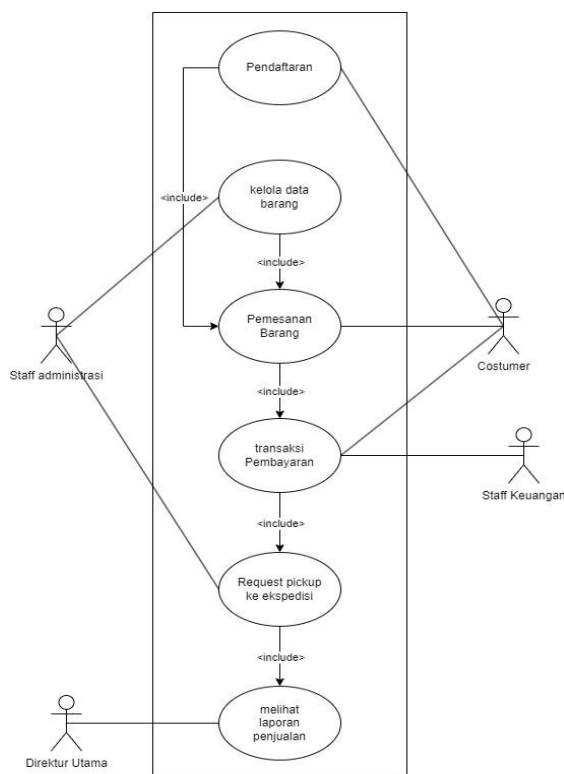 Pendaftaran
<include>
kelola data
barang
<include>
Pemesanan
Barang
Staff administrasi
Costumer
<include>
transaksi
Pembayaran
Staff Keuangan
<include>
Request pickup
ke ekspedisi
<include>
melihat
laporan
penjualan
Direktur Utama